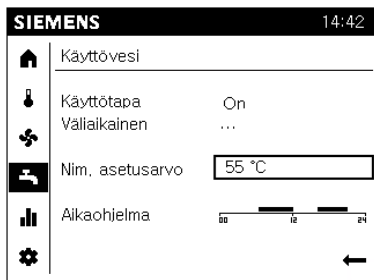 SIEMENS 14:42
Käyttövesi
Käyttötapa On
Väliaikainen ...
Nim. asetusarvo 55 °C
Aikaohjelma
00 12 24